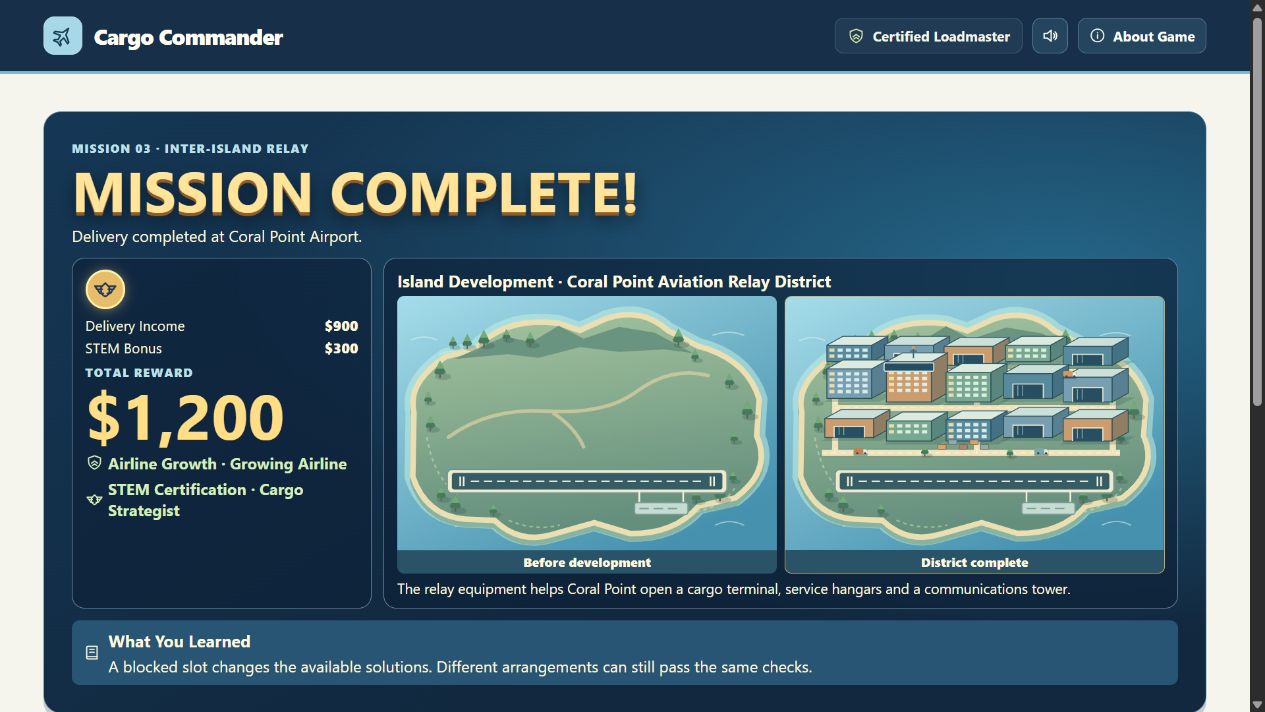 Cargo Commander
Certified Loadmaster
About Game
MISSION 03 · INTER-ISLAND RELAY
MISSION COMPLETE!
Delivery completed at Coral Point Airport.
Delivery Income $900
STEM Bonus $300
TOTAL REWARD
$1,200
Airline Growth · Growing Airline
STEM Certification · Cargo
Strategist
Island Development · Coral Point Aviation Relay District
Before development
District complete
The relay equipment helps Coral Point open a cargo terminal, service hangars and a communications tower.
What You Learned
A blocked slot changes the available solutions. Different arrangements can still pass the same checks.